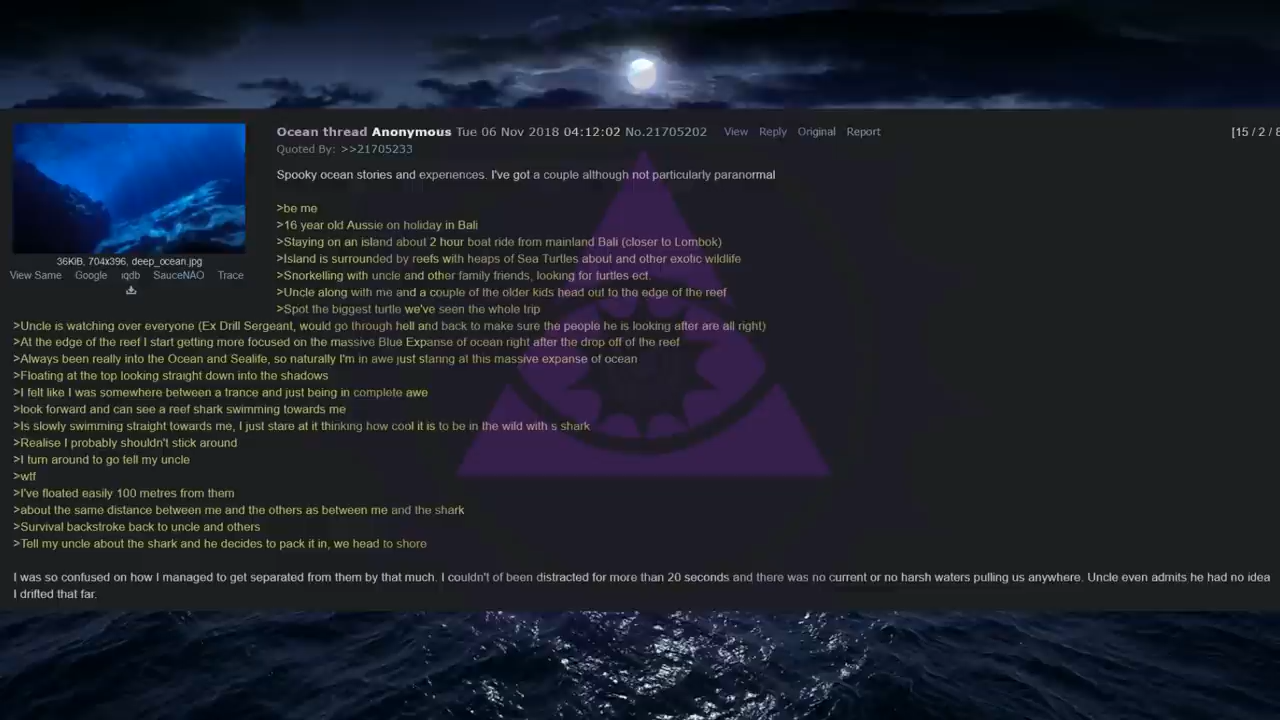 Ocean thread Anonymous Tue 06 Nov 2018 04:12:02 No.21705202 View Reply Original Report
[15 / 2 /
Quoted By: >>21705233
Spooky ocean stories and experiences. I've got a couple although not particularly paranormal
>be me
>16 year old Aussie on holiday in Bali
>Staying on an island about 2 hour boat ride from mainland Bali (closer to Lombok)
>Island is surrounded by reefs with heaps of Sea Turtles about and other exotic wildlife
>Snorkelling with uncle and other family friends, looking for turtles ect.
>Uncle along with me and a couple of the older kids head out to the edge of the reef
>Spot the biggest turtle we've seen the whole trip
36KiB, 704x396, deep_ocean.jpg
View Same Google iqdb SauceNAO Trace
>Uncle is watching over everyone (Ex Drill Sergeant, would go through hell and back to make sure the people he is looking after are all right)
>At the edge of the reef I start getting more focused on the massive Blue Expanse of ocean right after the drop off of the reef
>Always been really into the Ocean and Sealife, so naturally I'm in awe just staring at this massive expanse of ocean
>Floating at the top looking straight down into the shadows
>I felt like I was somewhere between a trance and just being in complete awe
>look forward and can see a reef shark swimming towards me
>Is slowly swimming straight towards me, I just stare at it thinking how cool it is to be in the wild with s shark
>Realise I probably shouldn't stick around
>I turn around to go tell my uncle
>wtf
>I've floated easily 100 metres from them
>about the same distance between me and the others as between me and the shark
>Survival backstroke back to uncle and others
>Tell my uncle about the shark and he decides to pack it in, we head to shore
I was so confused on how I managed to get separated from them by that much. I couldn't of been distracted for more than 20 seconds and there was no current or no harsh waters pulling us anywhere. Uncle even admits he had no idea
I drifted that far.